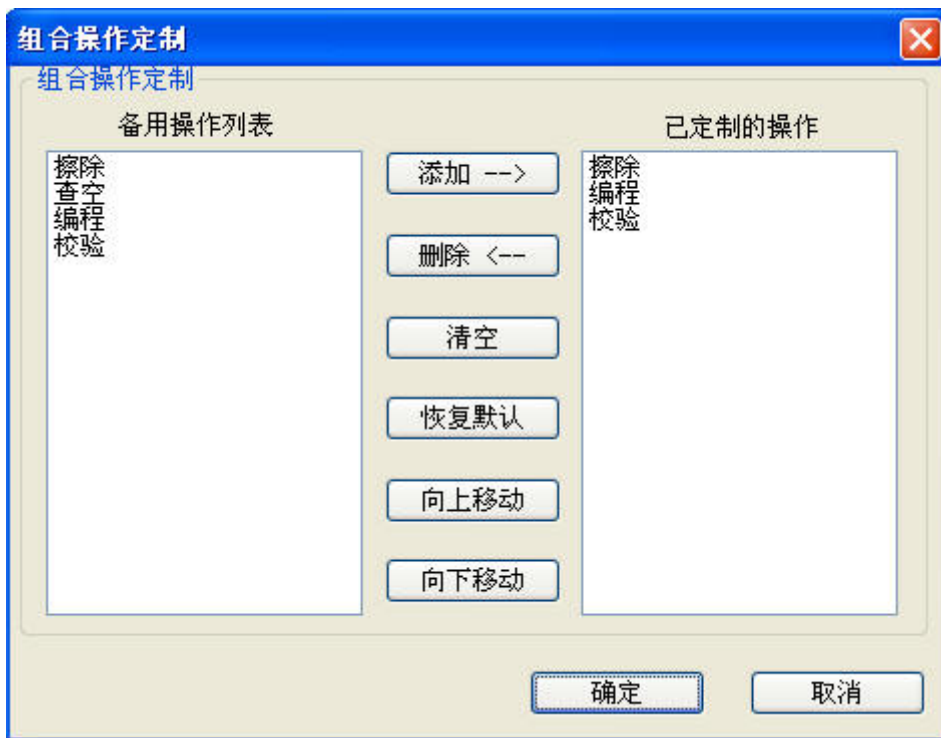 组合操作定制
组合操作定制
备用操作列表
擦除
查空
编程
校验
添加 -->
删除 <--
清空
恢复默认
向上移动
向下移动
已定制的操作
擦除
编程
校验
确定
取消